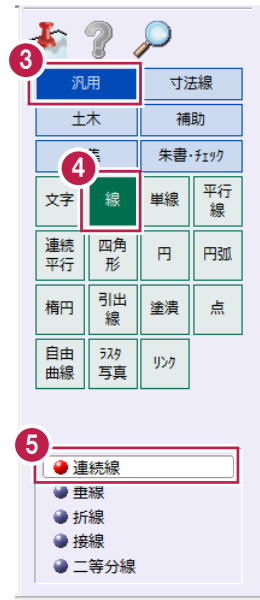 3
汎用 寸法線
土木 補助
集 朱書・ﾁｪｯｸ
4
文字 線 単線 平行線
連続平行 四角形 円 円弧
楕円 引出線 塗潰 点
自由曲線 ﾗｽﾀ写真 ﾘﾝｸ
5
連続線
垂線
折線
接線
二等分線